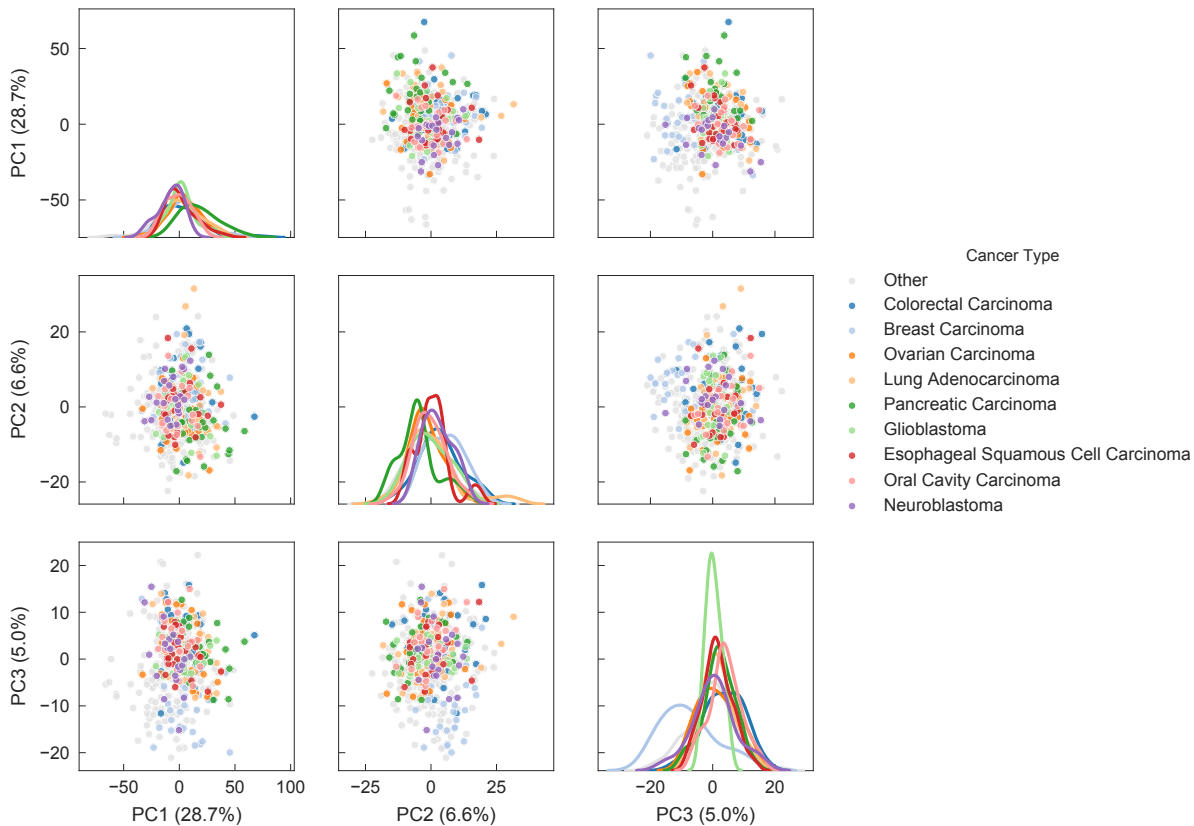 50
0
−50
PC1 (28.7%)
20
0
−20
PC2 (6.6%)
20
10
0
−10
−20
PC3 (5.0%)
−50
0
50
100
PC1 (28.7%)
−25
0
25
PC2 (6.6%)
−20
0
20
PC3 (5.0%)
Cancer Type
Other
Colorectal Carcinoma
Breast Carcinoma
Ovarian Carcinoma
Lung Adenocarcinoma
Pancreatic Carcinoma
Glioblastoma
Esophageal Squamous Cell Carcinoma
Oral Cavity Carcinoma
Neuroblastoma